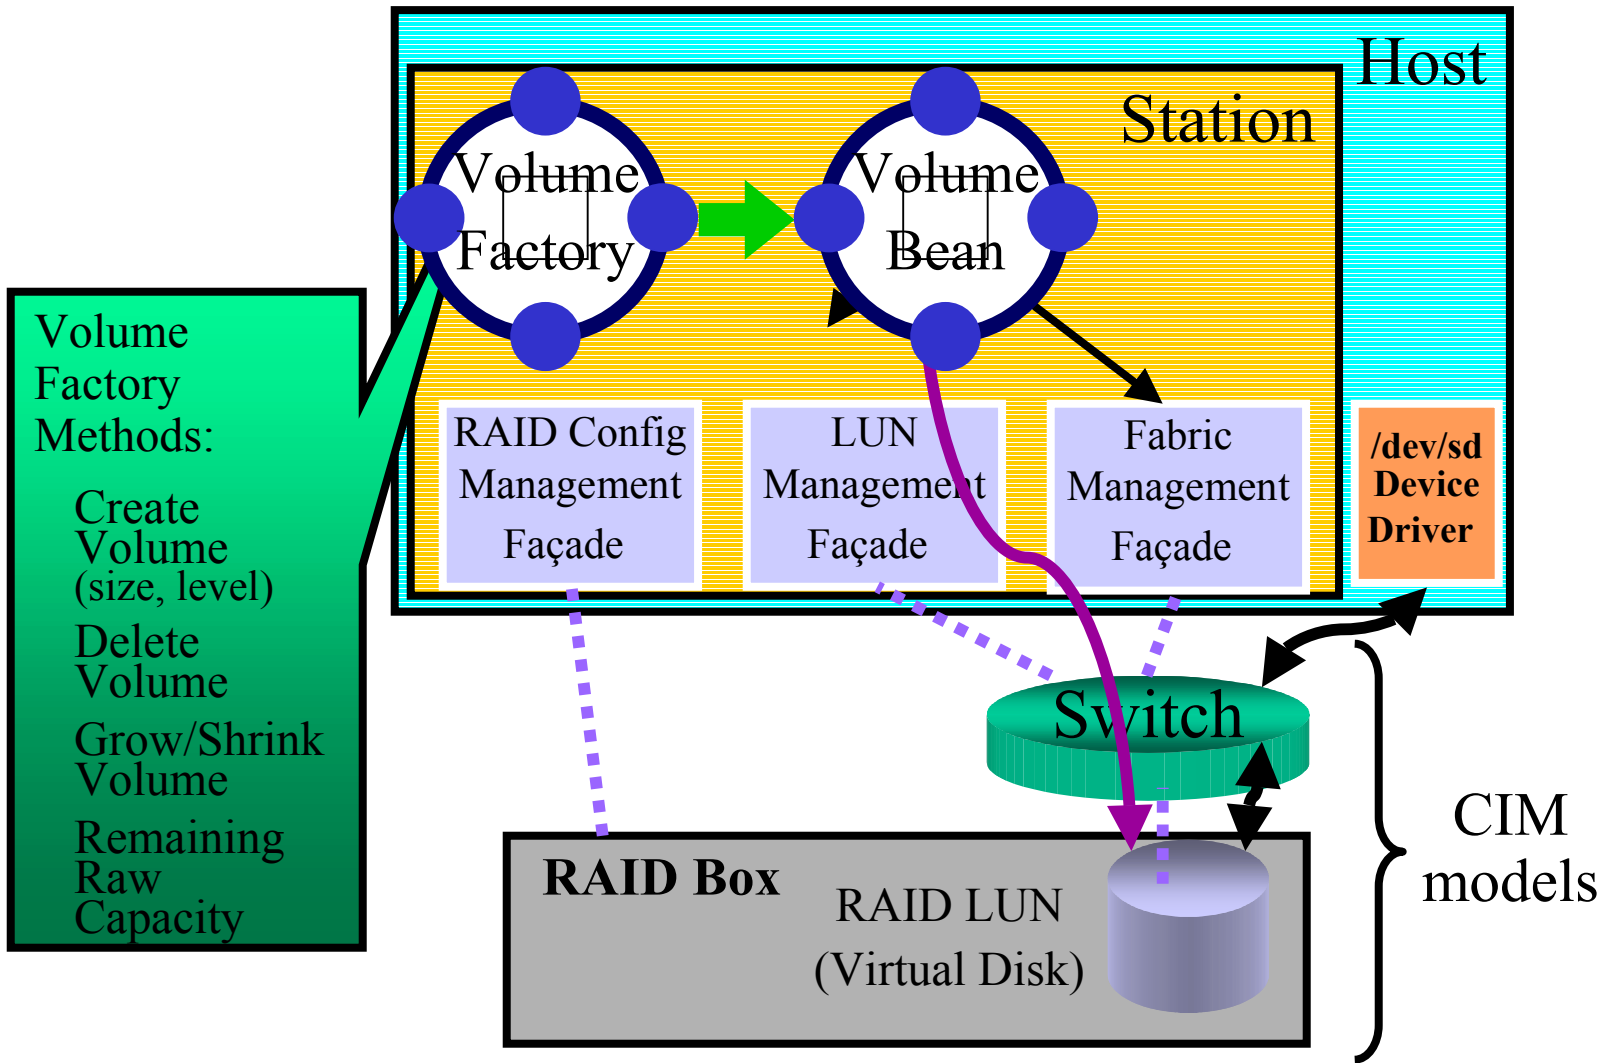 Host
Station
Volume
Factory
Volume
Bean
Volume
Factory
Methods:
Create
Volume
(size, level)
Delete
Volume
Grow/Shrink
Volume
Remaining
Raw
Capacity
RAID Config
Management
Façade
LUN
Management
Façade
Fabric
Management
Façade
/dev/sd
Device
Driver
Switch
RAID Box
RAID LUN
(Virtual Disk)
CIM
models